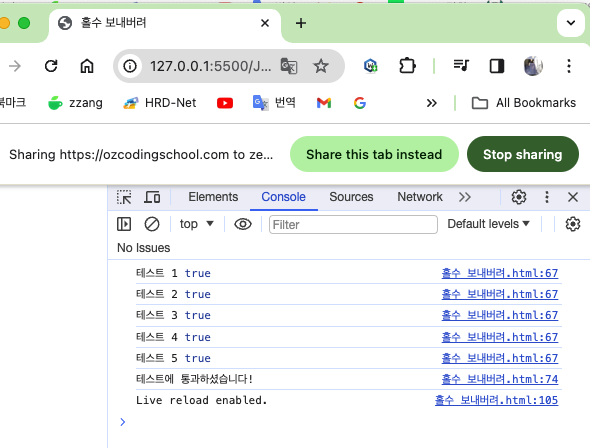 홀수 보내버려
127.0.0.1:5500/J...
북마크 zzang HRD-Net 번역 All Bookmarks
Sharing https://ozcodingschool.com to ze... Share this tab instead Stop sharing
Elements Console Sources Network
top Filter Default levels
No Issues
테스트 1 true 홀수 보내버려.html:67
테스트 2 true 홀수 보내버려.html:67
테스트 3 true 홀수 보내버려.html:67
테스트 4 true 홀수 보내버려.html:67
테스트 5 true 홀수 보내버려.html:67
테스트에 통과하셨습니다! 홀수 보내버려.html:74
Live reload enabled. 홀수 보내버려.html:105